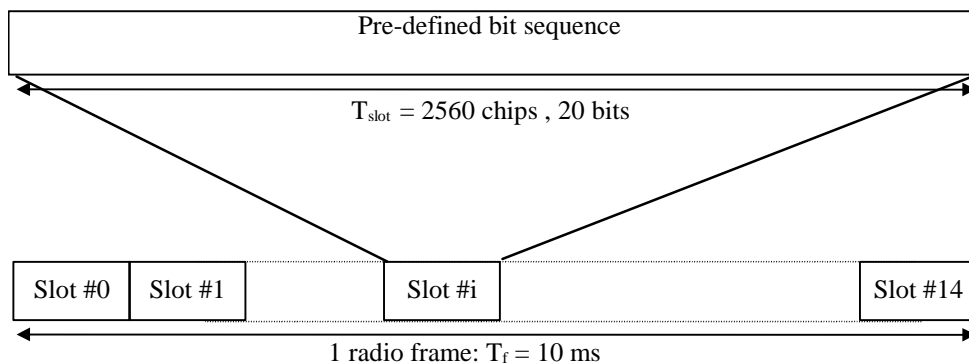 Pre-defined bit sequence
T_slot = 2560 chips , 20 bits
Slot #0 Slot #1 Slot #i Slot #14
1 radio frame: T_f = 10 ms